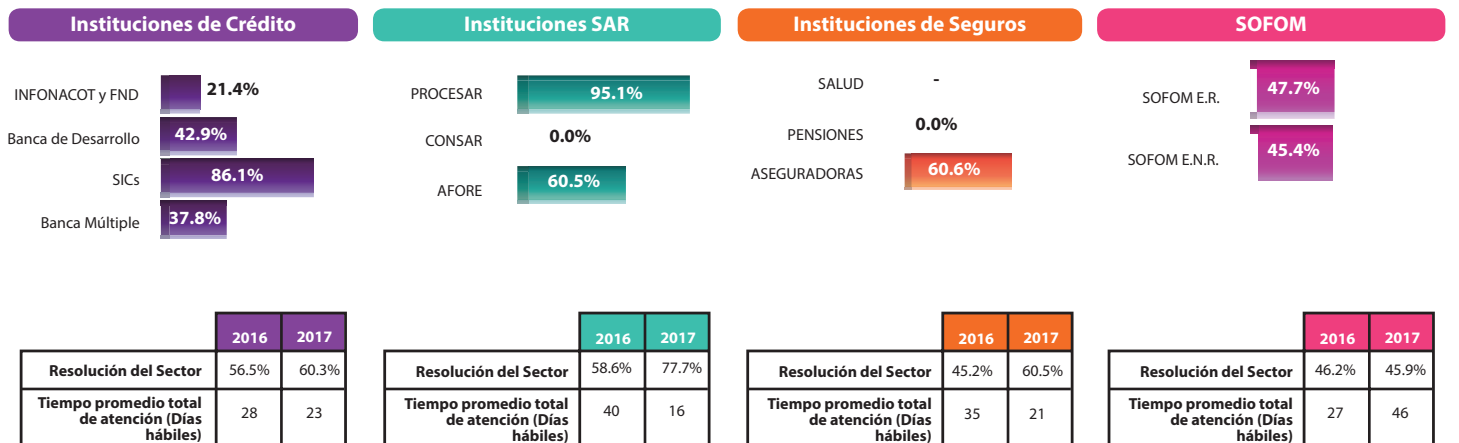 Instituciones de Crédito
INFONACOT y FND 21.4%
Banca de Desarrollo 42.9%
SICs 86.1%
Banca Múltiple 37.8%
2016 2017
Resolución del Sector 56.5% 60.3%
Tiempo promedio total
de atención (Días 28 23
hábiles)
Instituciones SAR
PROCESAR 95.1%
CONSAR 0.0%
AFORE 60.5%
2016 2017
Resolución del Sector 58.6% 77.7%
Tiempo promedio total
de atención (Días 40 16
hábiles)
Instituciones de Seguros
SALUD -
PENSIONES 0.0%
ASEGURADORAS 60.6%
2016 2017
Resolución del Sector 45.2% 60.5%
Tiempo promedio total
de atención (Días 35 21
hábiles)
SOFOM
SOFOM E.R. 47.7%
SOFOM E.N.R. 45.4%
2016 2017
Resolución del Sector 46.2% 45.9%
Tiempo promedio total
de atención (Días 27 46
hábiles)